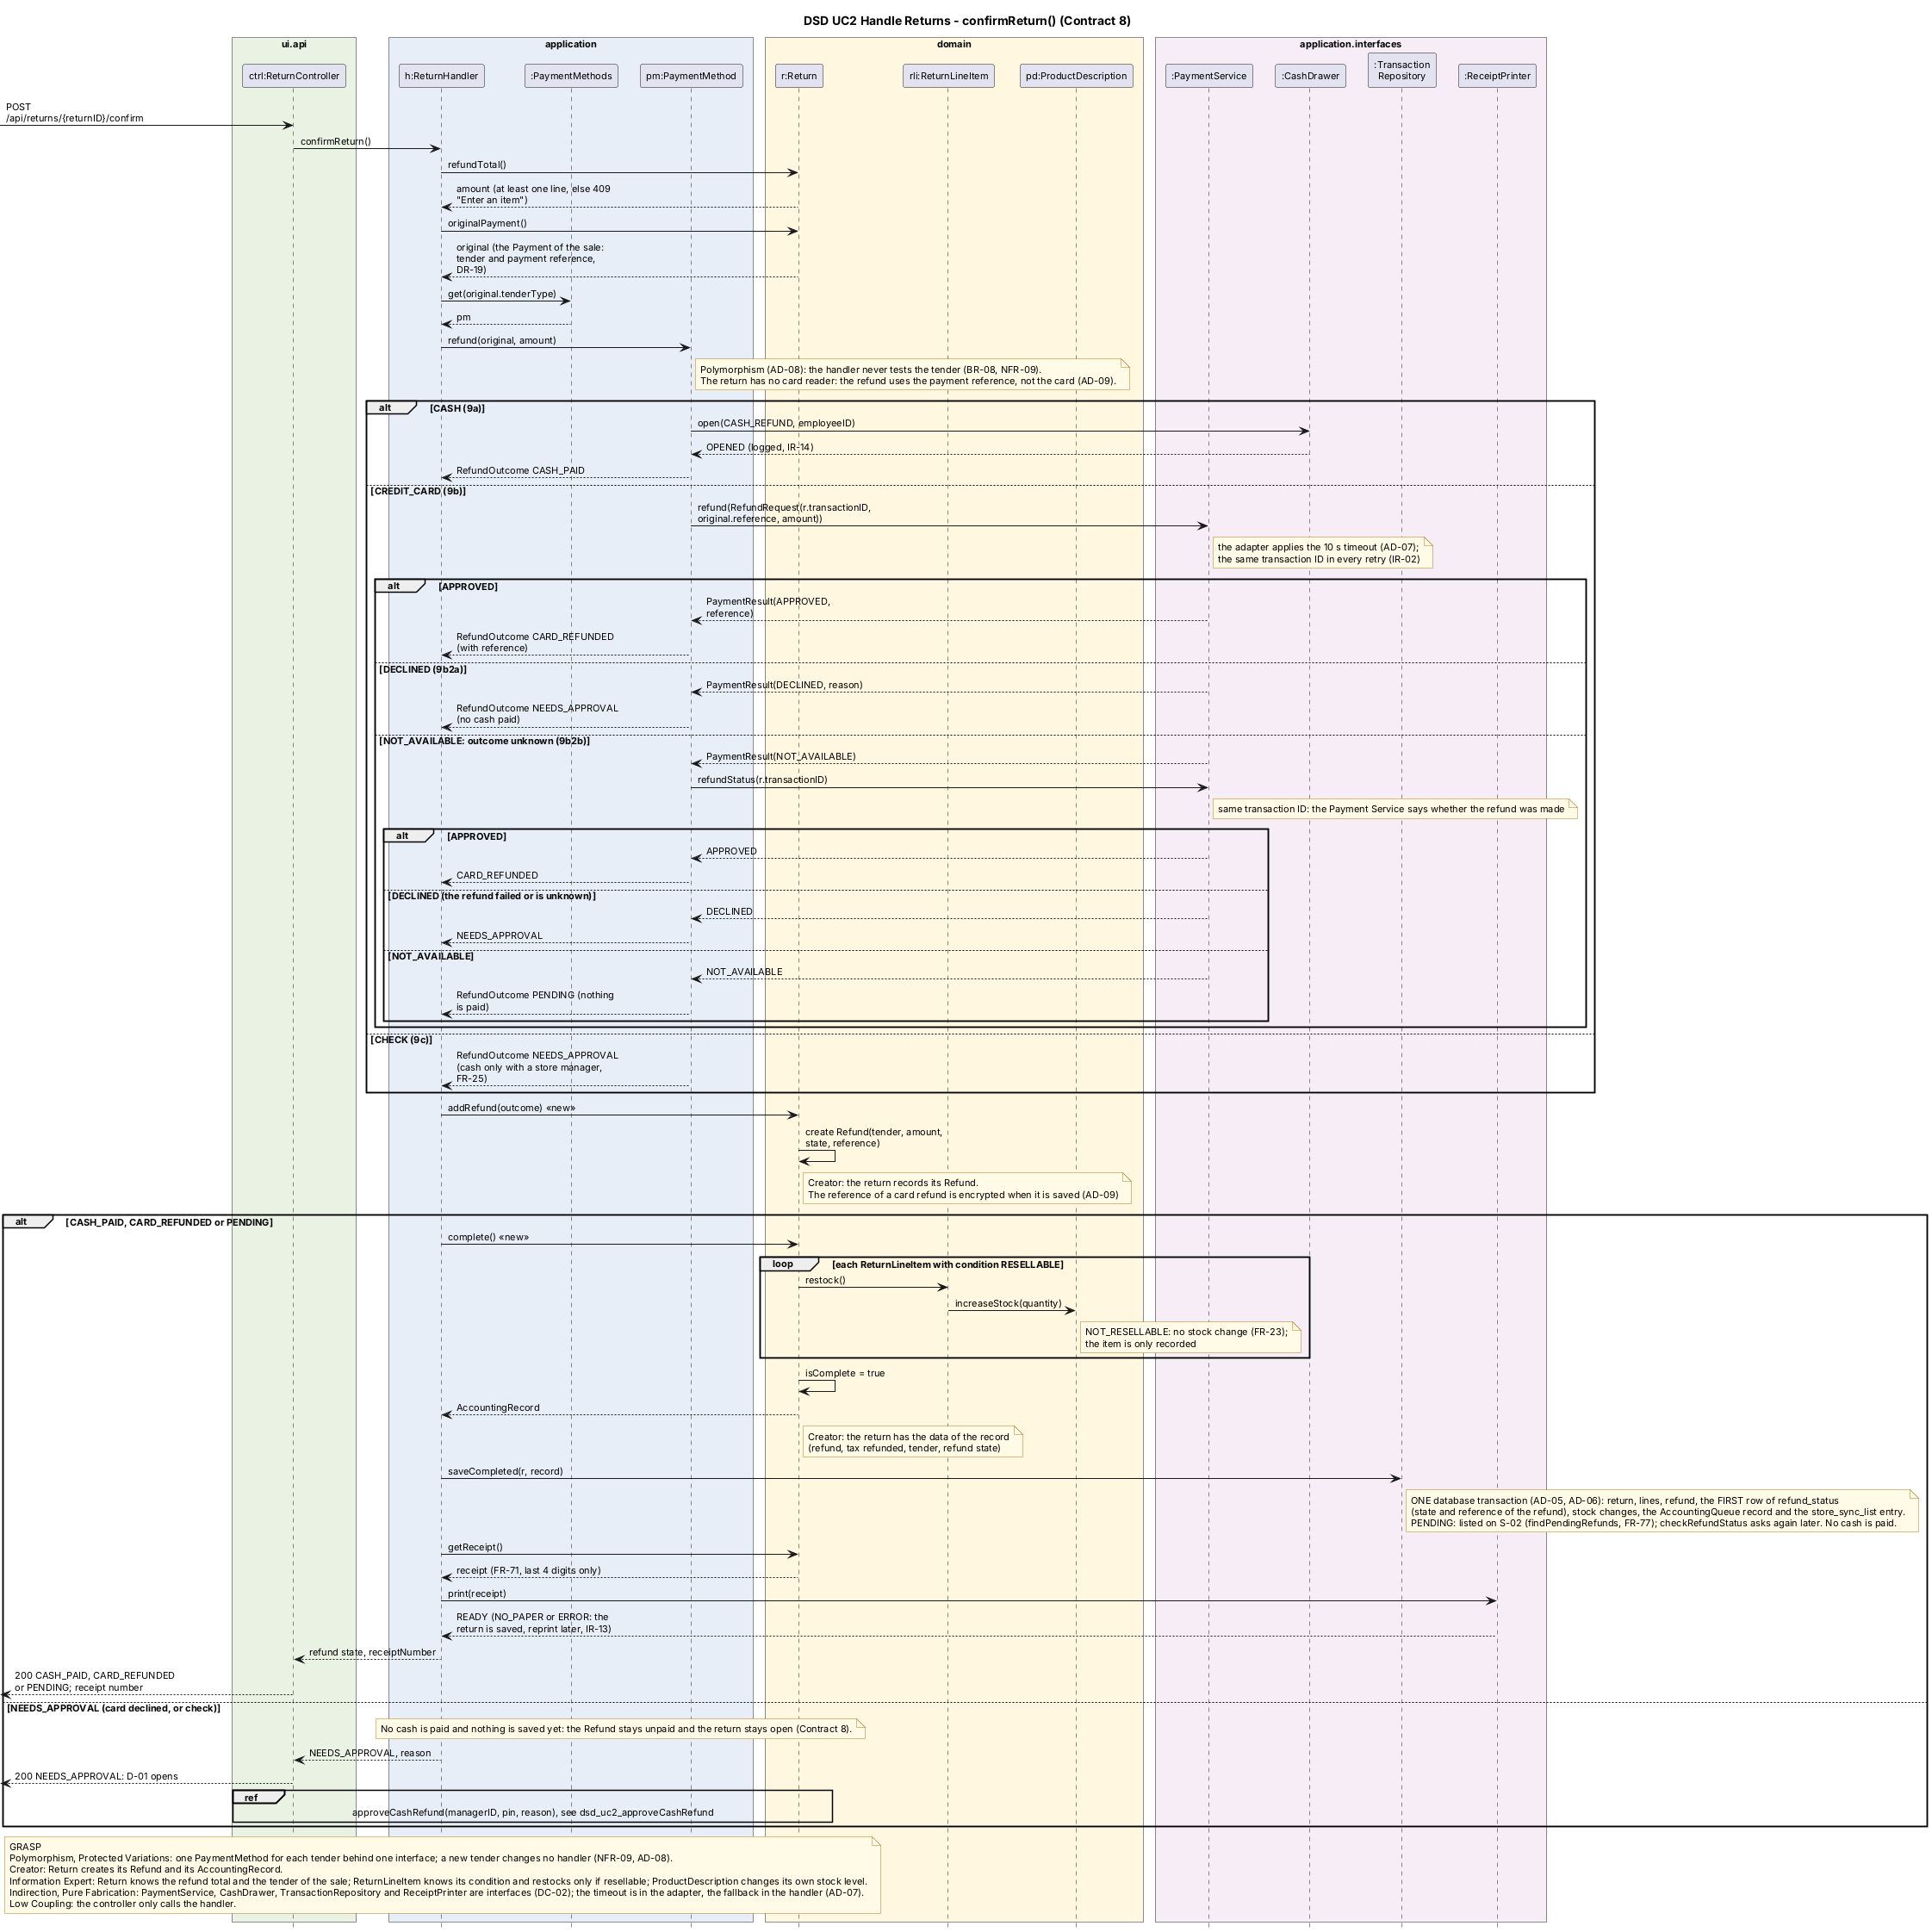 DSD UC2 Handle Returns - confirmReturn() (Contract 8)
ui.api
application
domain
application.interfaces
ctrl:ReturnController
h:ReturnHandler
:PaymentMethods
pm:PaymentMethod
r:Return
rli:ReturnLineItem
pd:ProductDescription
:PaymentService
:CashDrawer
:Transaction
Repository
:ReceiptPrinter
POST
/api/returns/{returnID}/confirm
confirmReturn()
refundTotal()
amount (at least one line, else 409
"Enter an item")
originalPayment()
original (the Payment of the sale:
tender and payment reference,
DR-19)
get(original.tenderType)
pm
refund(original, amount)
Polymorphism (AD-08): the handler never tests the tender (BR-08, NFR-09).
The return has no card reader: the refund uses the payment reference, not the card (AD-09).
alt
[CASH (9a)]
open(CASH_REFUND, employeeID)
OPENED (logged, IR-14)
RefundOutcome CASH_PAID
[CREDIT_CARD (9b)]
refund(RefundRequest(r.transactionID,
original.reference, amount))
the adapter applies the 10 s timeout (AD-07);
the same transaction ID in every retry (IR-02)
alt
[APPROVED]
PaymentResult(APPROVED,
reference)
RefundOutcome CARD_REFUNDED
(with reference)
[DECLINED (9b2a)]
PaymentResult(DECLINED, reason)
RefundOutcome NEEDS_APPROVAL
(no cash paid)
[NOT_AVAILABLE: outcome unknown (9b2b)]
PaymentResult(NOT_AVAILABLE)
refundStatus(r.transactionID)
same transaction ID: the Payment Service says whether the refund was made
alt
[APPROVED]
APPROVED
CARD_REFUNDED
[DECLINED (the refund failed or is unknown)]
DECLINED
NEEDS_APPROVAL
[NOT_AVAILABLE]
NOT_AVAILABLE
RefundOutcome PENDING (nothing
is paid)
[CHECK (9c)]
RefundOutcome NEEDS_APPROVAL
(cash only with a store manager,
FR-25)
addRefund(outcome) «new»
create Refund(tender, amount,
state, reference)
Creator: the return records its Refund.
The reference of a card refund is encrypted when it is saved (AD-09)
alt
[CASH_PAID, CARD_REFUNDED or PENDING]
complete() «new»
loop
[each ReturnLineItem with condition RESELLABLE]
restock()
increaseStock(quantity)
NOT_RESELLABLE: no stock change (FR-23);
the item is only recorded
isComplete = true
AccountingRecord
Creator: the return has the data of the record
(refund, tax refunded, tender, refund state)
saveCompleted(r, record)
ONE database transaction (AD-05, AD-06): return, lines, refund, the FIRST row of refund_status
(state and reference of the refund), stock changes, the AccountingQueue record and the store_sync_list entry.
PENDING: listed on S-02 (findPendingRefunds, FR-77); checkRefundStatus asks again later. No cash is paid.
getReceipt()
receipt (FR-71, last 4 digits only)
print(receipt)
READY (NO_PAPER or ERROR: the
return is saved, reprint later, IR-13)
refund state, receiptNumber
200 CASH_PAID, CARD_REFUNDED
or PENDING; receipt number
[NEEDS_APPROVAL (card declined, or check)]
No cash is paid and nothing is saved yet: the Refund stays unpaid and the return stays open (Contract 8).
NEEDS_APPROVAL, reason
200 NEEDS_APPROVAL: D-01 opens
ref
approveCashRefund(managerID, pin, reason), see dsd_uc2_approveCashRefund
GRASP
Polymorphism, Protected Variations: one PaymentMethod for each tender behind one interface; a new tender changes no handler (NFR-09, AD-08).
Creator: Return creates its Refund and its AccountingRecord.
Information Expert: Return knows the refund total and the tender of the sale; ReturnLineItem knows its condition and restocks only if resellable; ProductDescription changes its own stock level.
Indirection, Pure Fabrication: PaymentService, CashDrawer, TransactionRepository and ReceiptPrinter are interfaces (DC-02); the timeout is in the adapter, the fallback in the handler (AD-07).
Low Coupling: the controller only calls the handler.